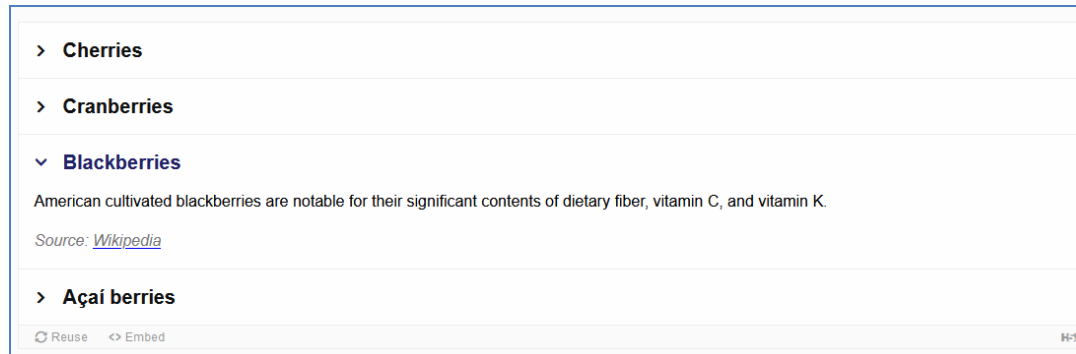 Cherries
Cranberries
Blackberries
American cultivated blackberries are notable for their significant contents of dietary fiber, vitamin C, and vitamin K.
Source: Wikipedia
Açaí berries
Reuse <> Embed